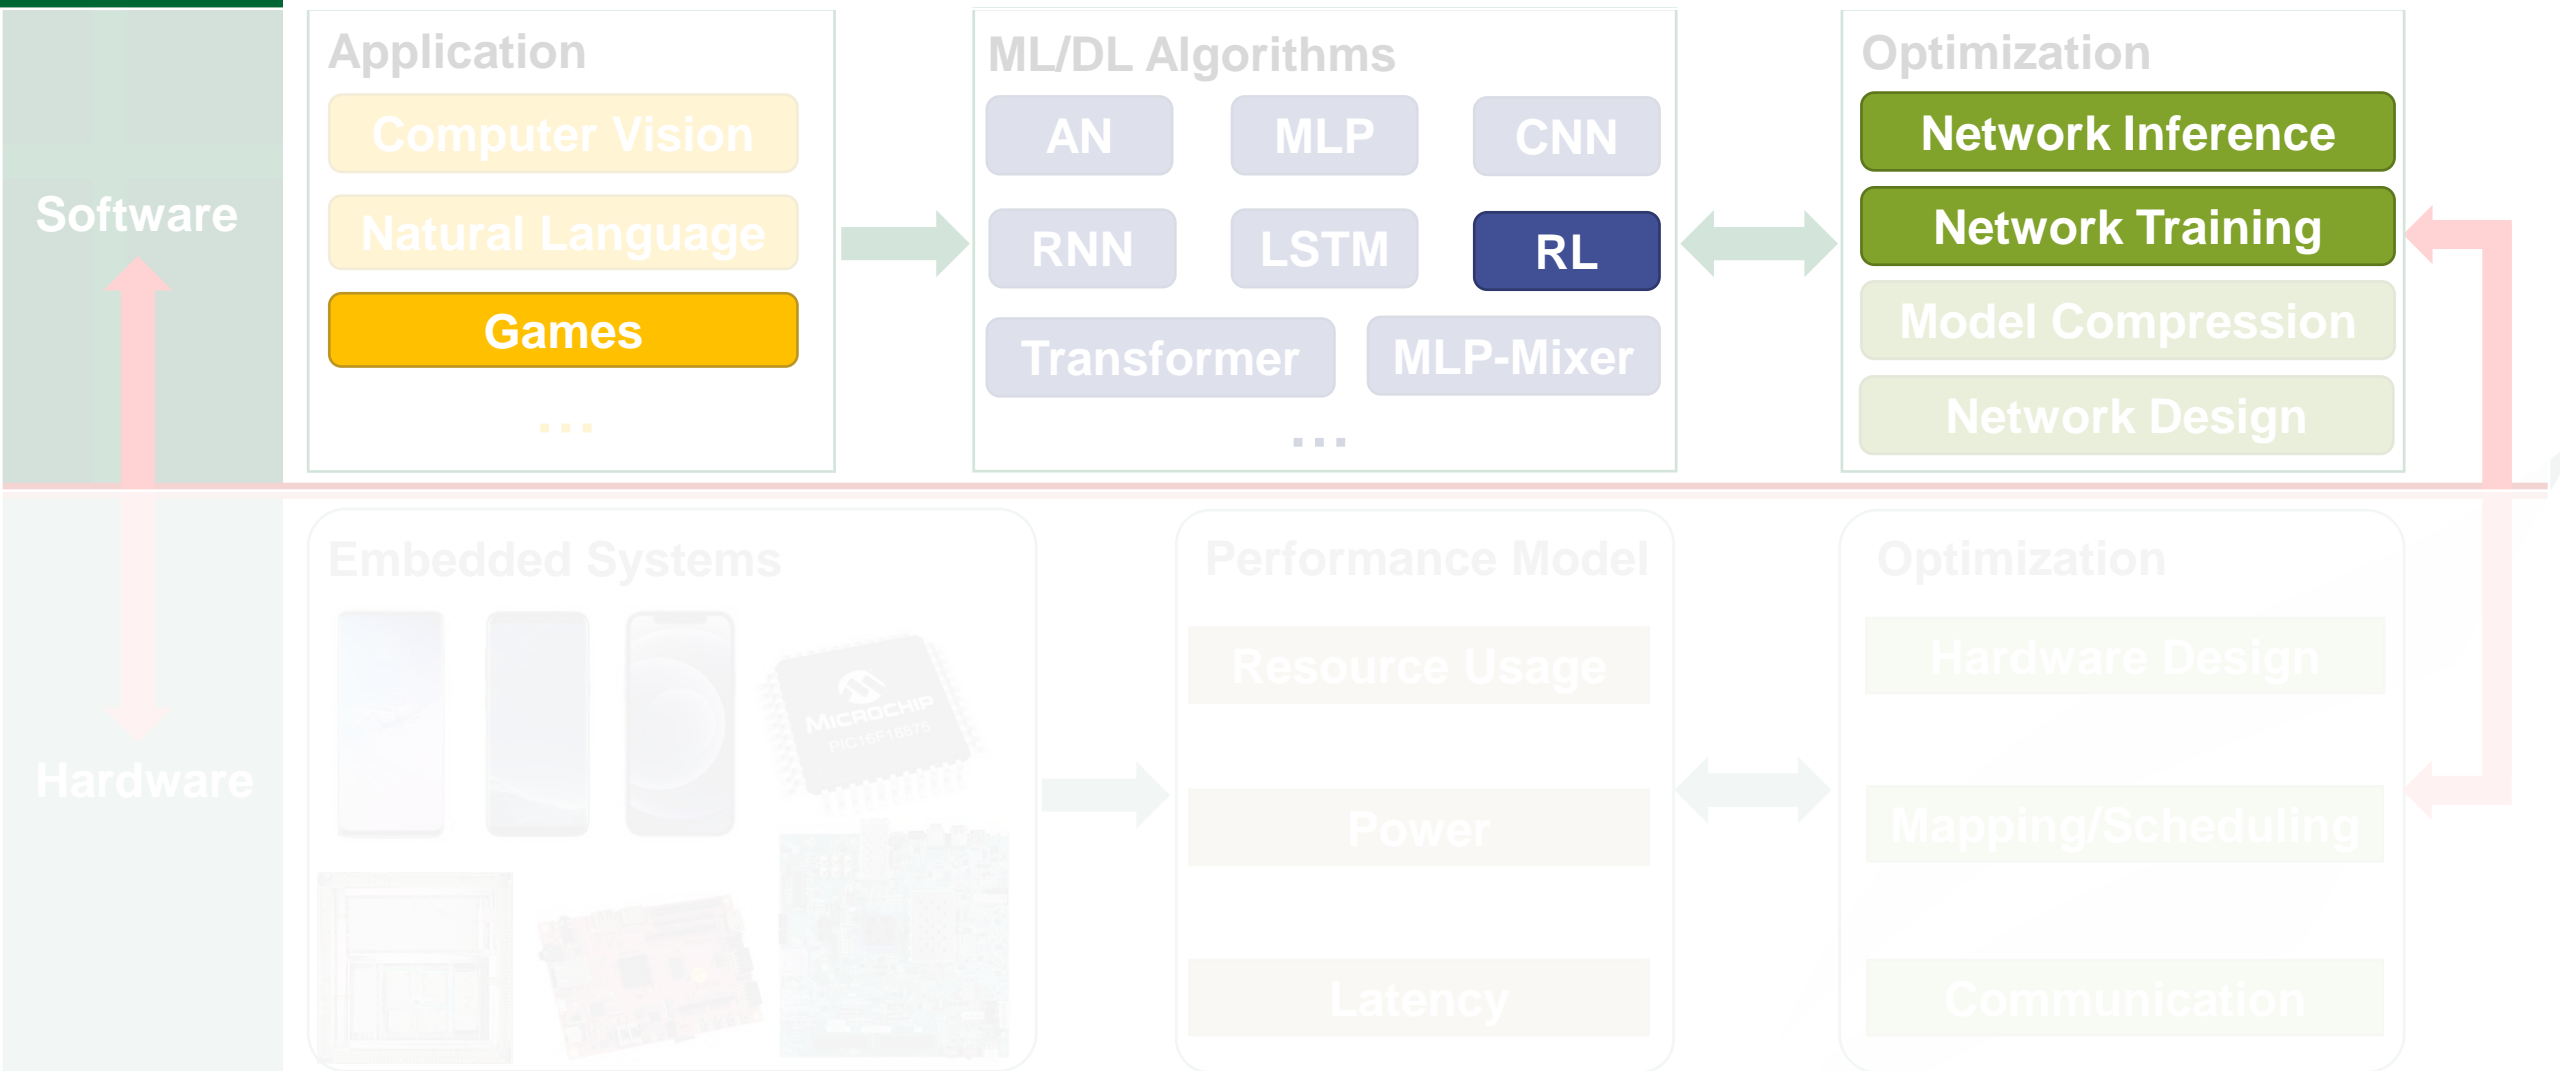 Software
Application
Computer Vision
Natural Language
Games
...
ML/DL Algorithms
AN
MLP
CNN
RNN
LSTM
RL
Transformer
MLP-Mixer
...
Optimization
Network Inference
Network Training
Model Compression
Network Design
Hardware
Embedded Systems
MICROCHIP
PIC16F18875
Performance Model
Resource Usage
Power
Latency
Optimization
Hardware Design
Mapping/Scheduling
Communication